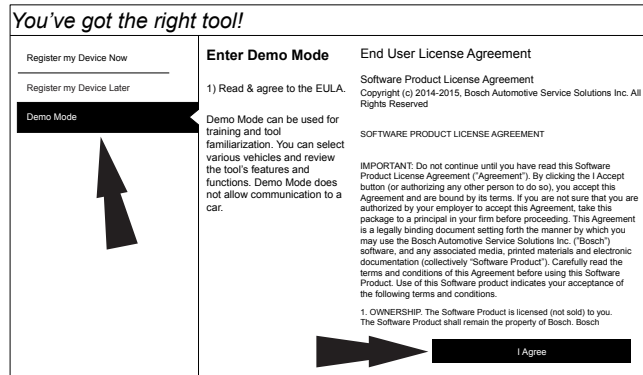 You've got the right tool!
Register my Device Now
Register my Device Later
Demo Mode
Enter Demo Mode
1) Read & agree to the EULA.
Demo Mode can be used for
training and tool
familiarization. You can select
various vehicles and review
the tool's features and
functions. Demo Mode does
not allow communication to a
car.
End User License Agreement
Software Product License Agreement
Copyright (c) 2014-2015, Bosch Automotive Service Solutions Inc. All
Rights Reserved
SOFTWARE PRODUCT LICENSE AGREEMENT
IMPORTANT: Do not continue until you have read this Software
Product License Agreement ("Agreement"). By clicking the I Accept
button (or authorizing any other person to do so), you accept this
Agreement and are bound by its terms. If you are not sure that you are
authorized by your employer to accept this Agreement, take this
package to a principal in your firm before proceeding. This Agreement
is a legally binding document setting forth the manner by which you
may use the Bosch Automotive Service Solutions Inc. ("Bosch")
software, and any associated media, printed materials and electronic
documentation (collectively "Software Product"). Carefully read the
terms and conditions of this Agreement before using this Software
Product. Use of this Software product indicates your acceptance of
the following terms and conditions.
1. OWNERSHIP. The Software Product is licensed (not sold) to you.
The Software Product shall remain the property of Bosch. Bosch
I Agree